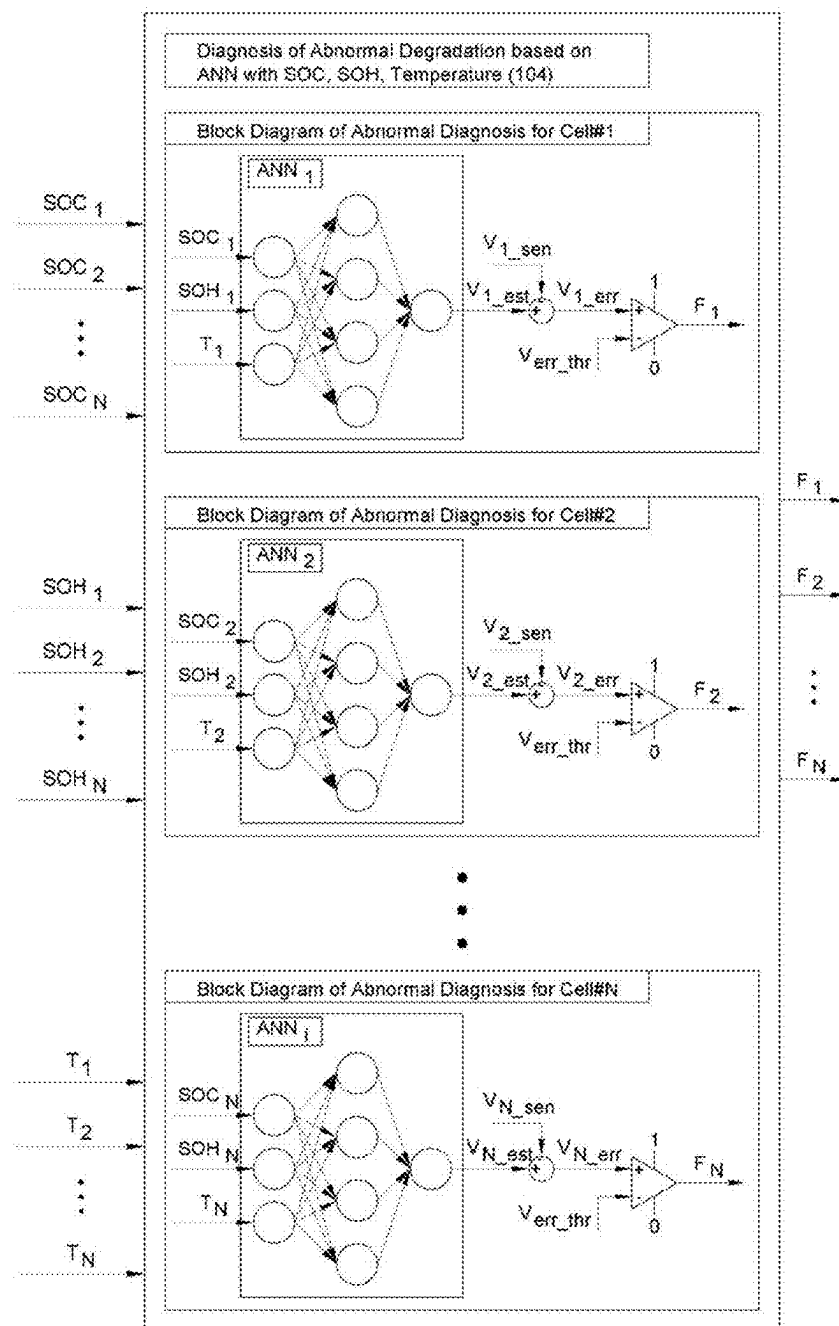 Diagnosis of Abnormal Degradation based on
ANN with SOC, SOH, Temperature (104)
Block Diagram of Abnormal Diagnosis for Cell#1
ANN 1
SOC 1
SOC 2
SOC N
SOC 1
SOH 1
T 1
V 1_sen
V 1_est
V 1_err
V err_thr
+
+
-
1
0
F 1
F 1
F 2
F N
Block Diagram of Abnormal Diagnosis for Cell#2
ANN 2
SOH 1
SOH 2
SOH N
SOC 2
SOH 2
T 2
V 2_sen
V 2_est
V 2_err
V err_thr
+
+
-
1
0
F 2
Block Diagram of Abnormal Diagnosis for Cell#N
ANN i
T 1
T 2
T N
SOC N
SOH N
T N
V N_sen
V N_est
V N_err
V err_thr
+
+
-
1
0
F N